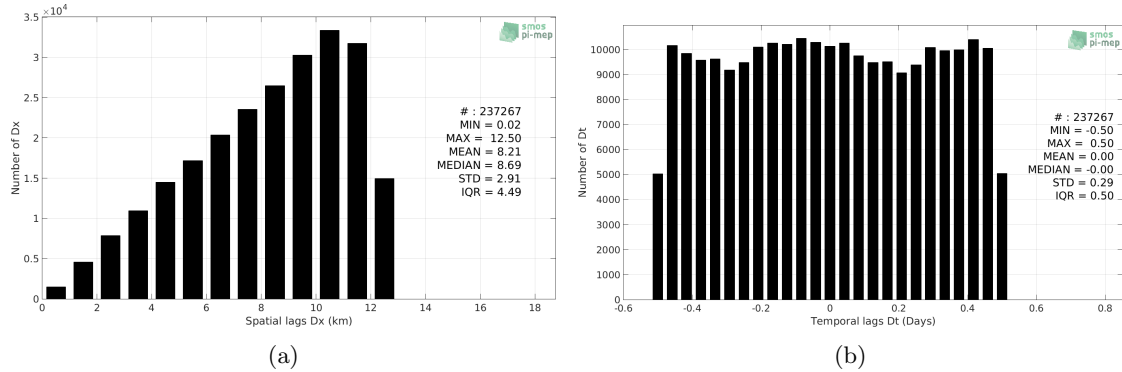 ×10⁴
3.5
3
2.5
2
1.5
1
0.5
0
Number of Dx
0 2 4 6 8 10 12 14 16 18
Spatial lags Dx (km)
smos
pi-mep
# : 237267
MIN = 0.02
MAX = 12.50
MEAN = 8.21
MEDIAN = 8.69
STD = 2.91
IQR = 4.49
(a)
10000
9000
8000
7000
6000
5000
4000
3000
2000
1000
0
Number of Dt
-0.6 -0.4 -0.2 0 0.2 0.4 0.6 0.8
Temporal lags Dt (Days)
smos
pi-mep
# : 237267
MIN = -0.50
MAX = 0.50
MEAN = 0.00
MEDIAN = -0.00
STD = 0.29
IQR = 0.50
(b)